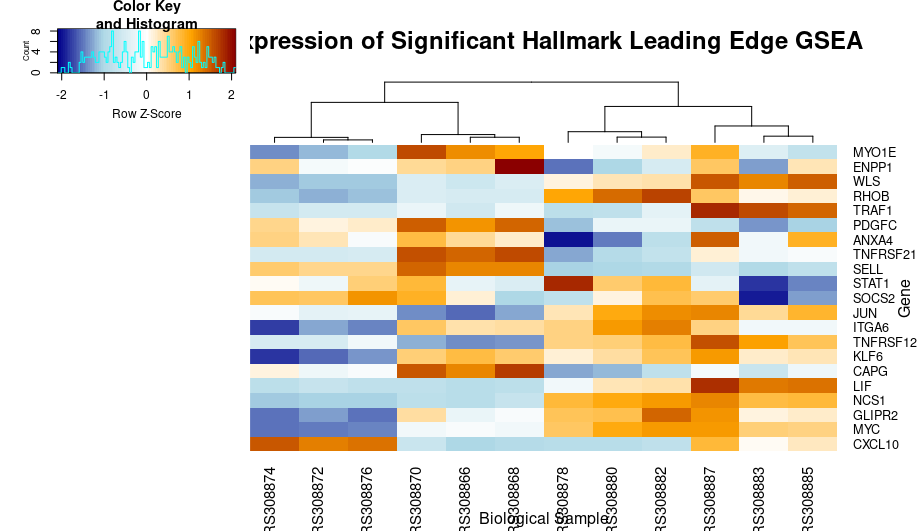 Color Key
and Histogram
Count
0 4 8
-2 -1 0 1 2
Row Z-Score
xpression of Significant Hallmark Leading Edge GSEA
MYO1E
ENPP1
WLS
RHOB
TRAF1
PDGFC
ANXA4
TNFRSF21
SELL
STAT1
SOCS2
JUN
ITGA6
TNFRSF12
KLF6
CAPG
LIF
NCS1
GLIPR2
MYC
CXCL10
Gene
RS308874
RS308872
RS308876
RS308870
RS308866
RS308868
RS308878
RS308880
RS308882
RS308887
RS308883
RS308885
Biological Sample